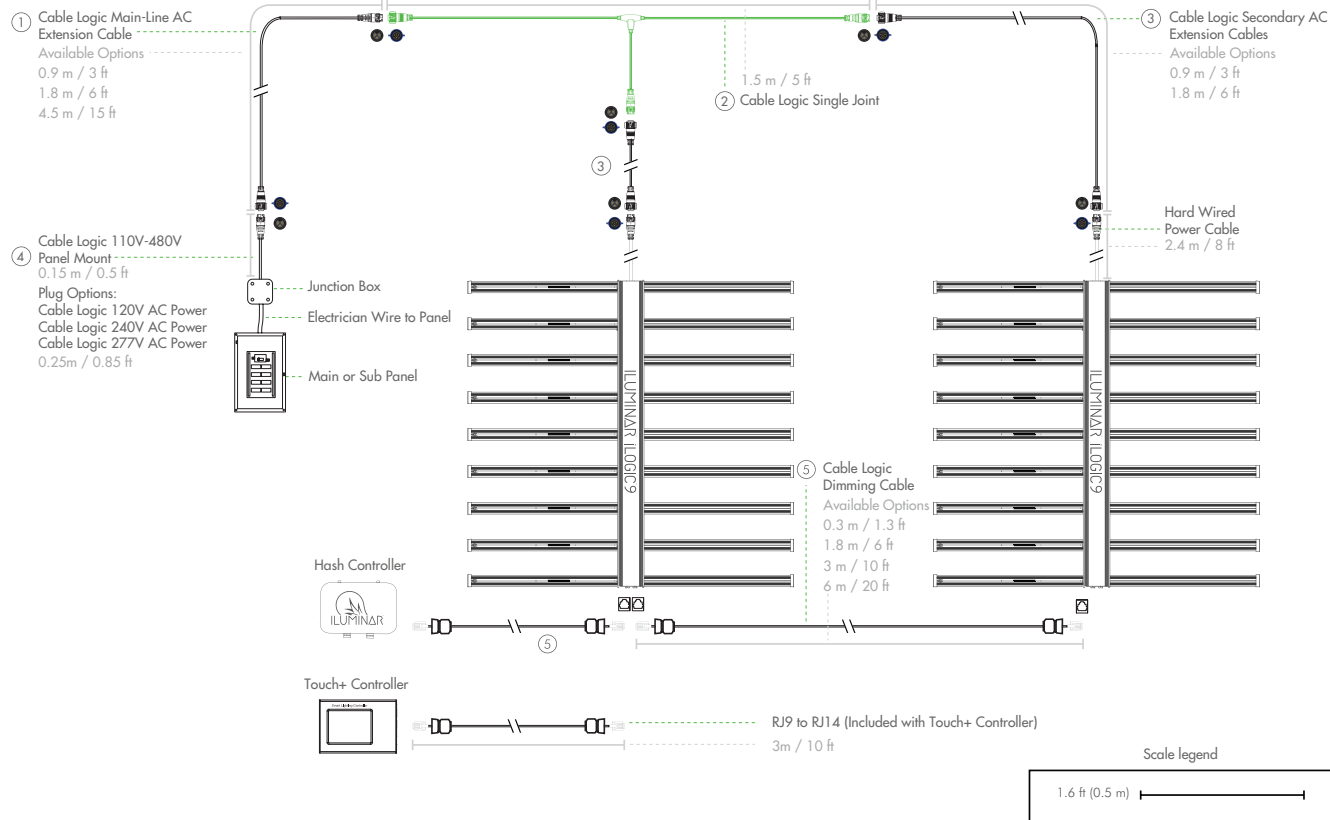 1
Cable Logic Main-Line AC
Extension Cable
Available Options
0.9 m / 3 ft
1.8 m / 6 ft
4.5 m / 15 ft
1.5 m / 5 ft
2 Cable Logic Single Joint
3
Cable Logic Secondary AC
Extension Cables
Available Options
0.9 m / 3 ft
1.8 m / 6 ft
3
Hard Wired
Power Cable
2.4 m / 8 ft
4
Cable Logic 110V-480V
Panel Mount
0.15 m / 0.5 ft
Plug Options:
Cable Logic 120V AC Power
Cable Logic 240V AC Power
Cable Logic 277V AC Power
0.25m / 0.85 ft
Junction Box
Electrician Wire to Panel
Main or Sub Panel
ILUMINAR iLOGIC9
ILUMINAR iLOGIC9
5
Cable Logic
Dimming Cable
Available Options
0.3 m / 1.3 ft
1.8 m / 6 ft
3 m / 10 ft
6 m / 20 ft
Hash Controller
ILUMINAR
5
Touch+ Controller
Smart Lighting Controller
RJ9 to RJ14 (Included with Touch+ Controller)
3m / 10 ft
Scale legend
1.6 ft (0.5 m)